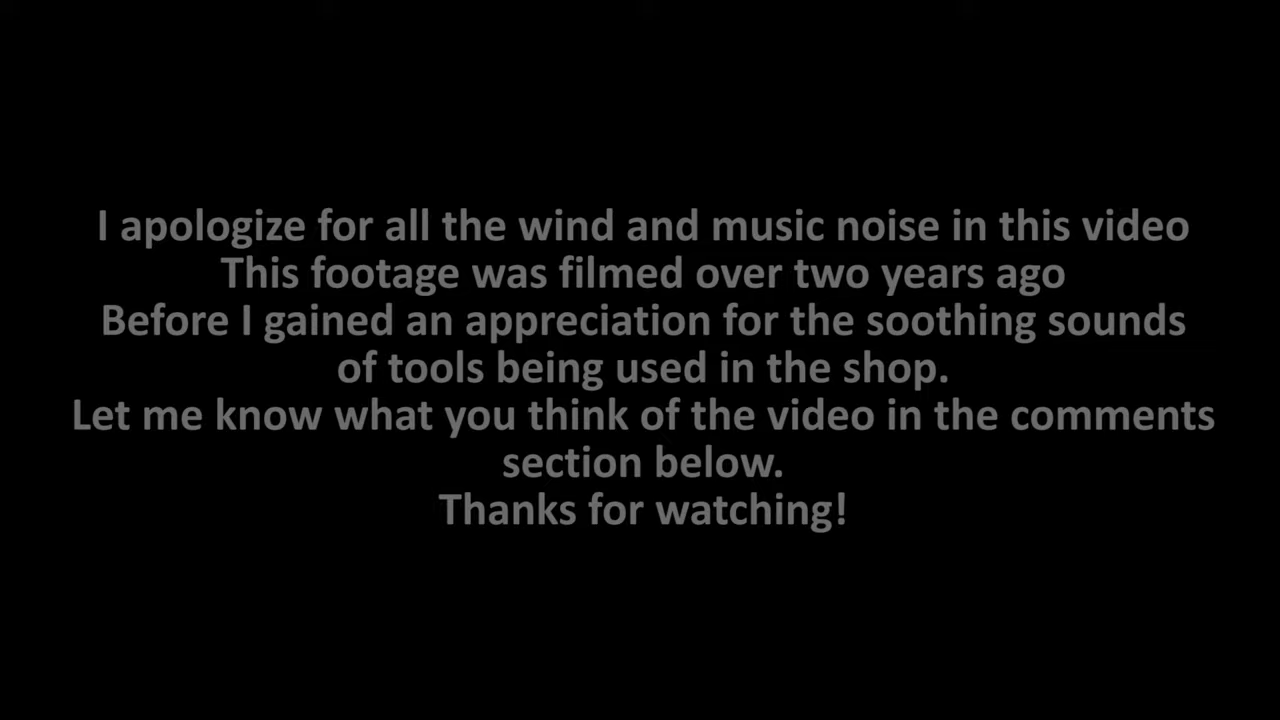 I apologize for all the wind and music noise in this video
This footage was filmed over two years ago
Before I gained an appreciation for the soothing sounds
of tools being used in the shop.
Let me know what you think of the video in the comments
section below.
Thanks for watching!